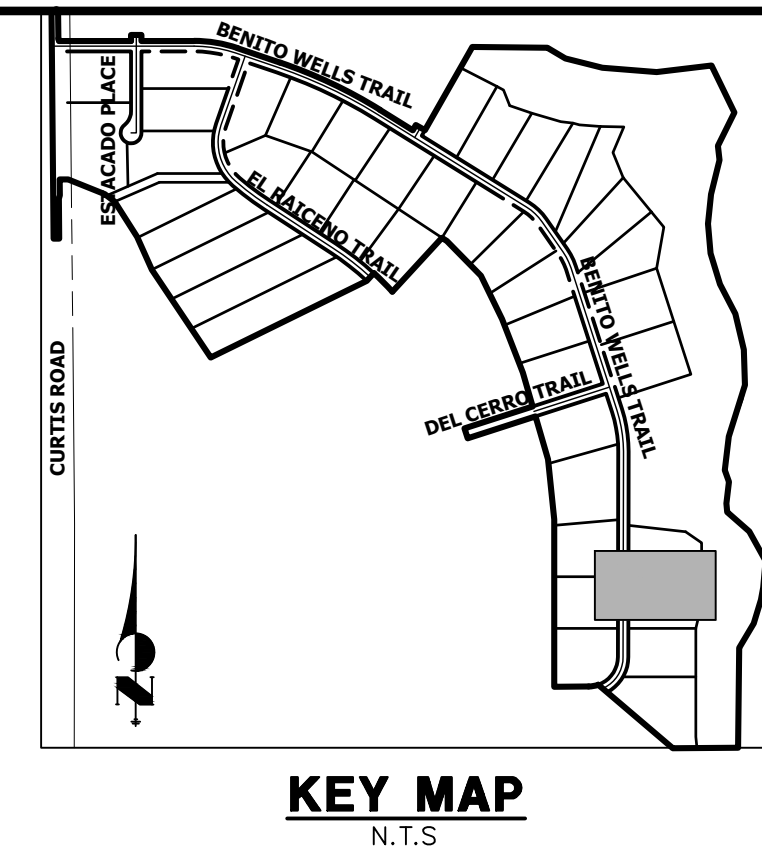 BENITO WELLS TRAIL
ESTACADO PLACE
EL RAICENO TRAIL
BENITO WELLS TRAIL
CURTIS ROAD
DEL CERRO TRAIL
N
KEY MAP
N.T.S